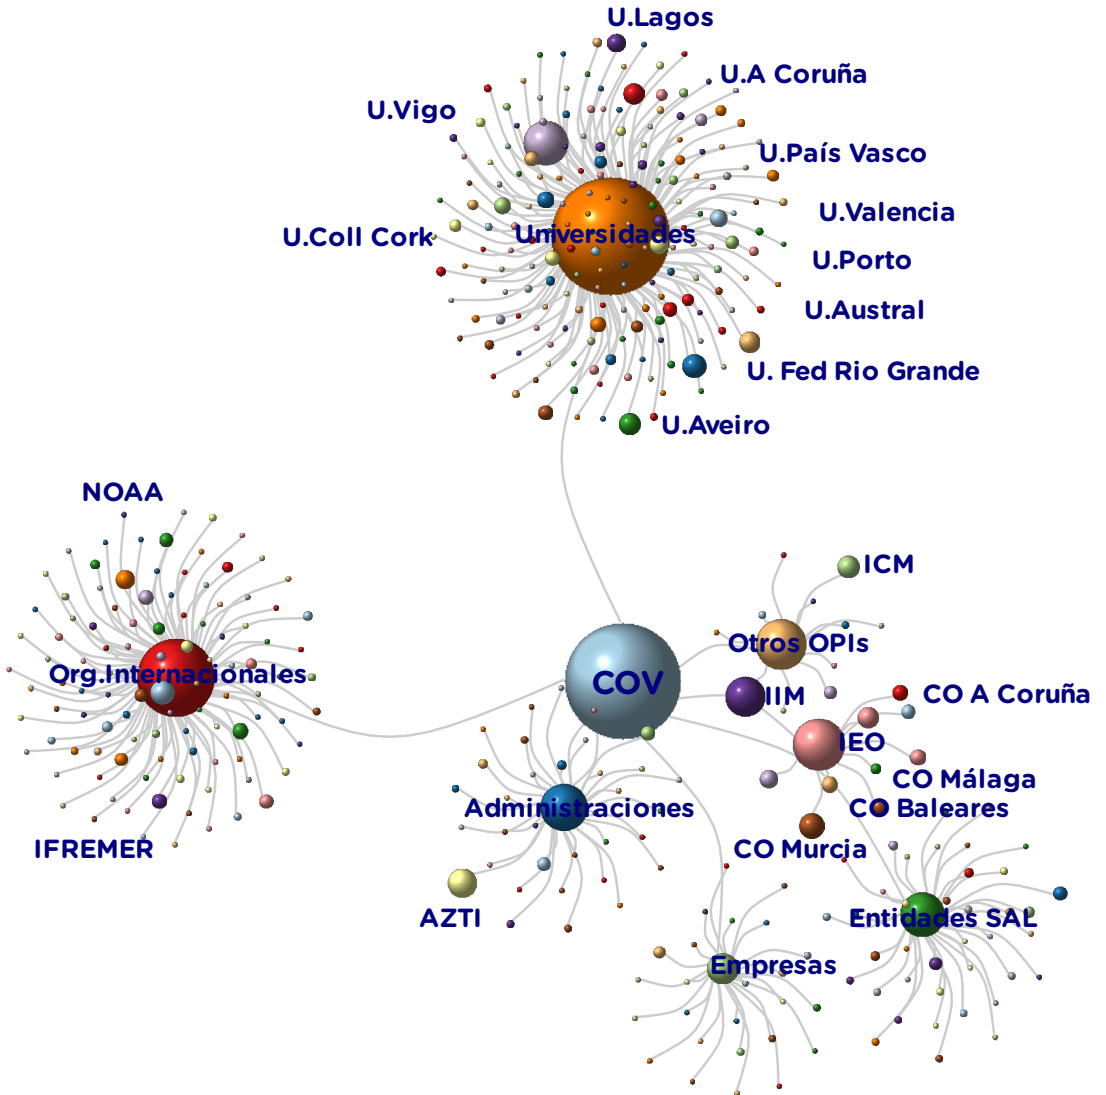 U.Lagos
U.A Coruña
U.Vigo
U.País Vasco
U.Valencia
U.Coll Cork
Universidades
U.Porto
U.Austral
U. Fed Rio Grande
U.Aveiro
NOAA
ICM
Otros OPIs
Org.Internacionales
COV
IIM
CO A Coruña
IEO
CO Málaga
Administraciones
CO Baleares
IFREMER
CO Murcia
AZTI
Entidades SAL
Empresas